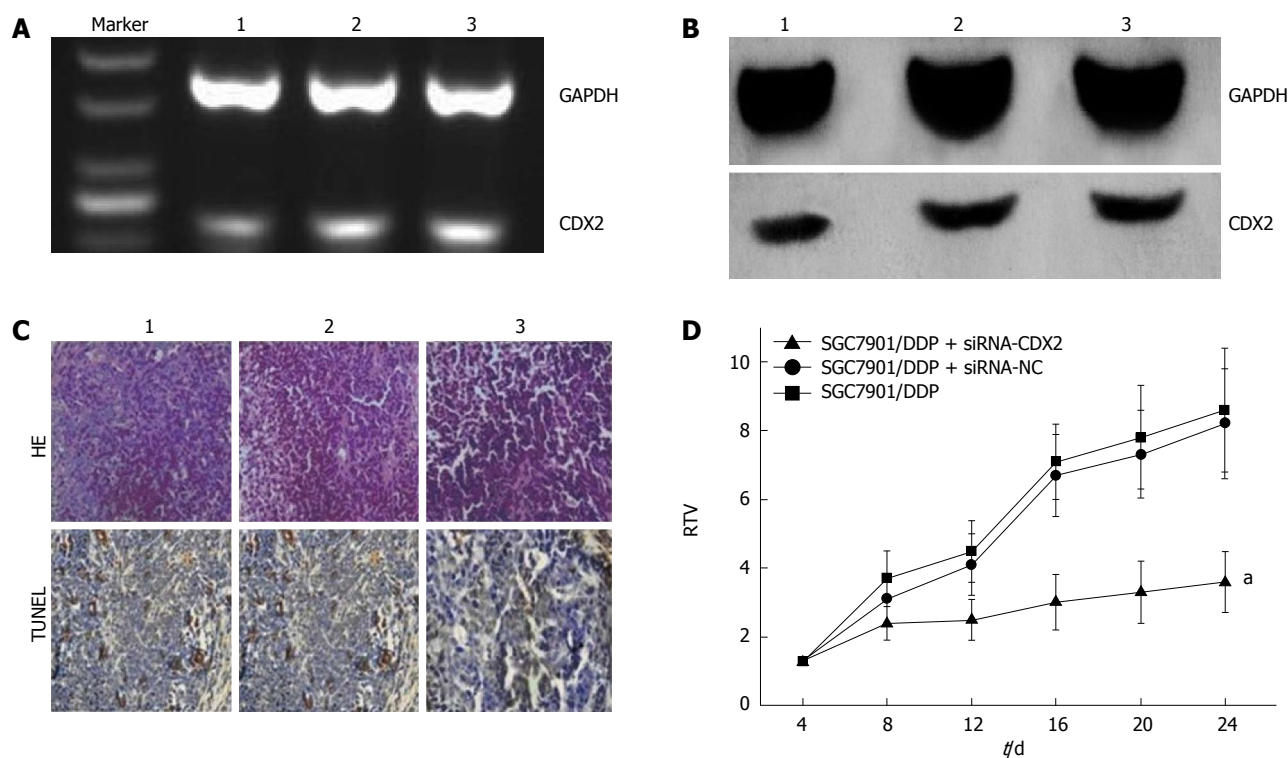 A
Marker 1 2 3
GAPDH
CDX2
B
1 2 3
GAPDH
CDX2
C
1 2 3
HE
TUNEL
D
SGC7901/DDP + siRNA-CDX2
SGC7901/DDP + siRNA-NC
SGC7901/DDP
10
8
6
4
2
0
RTV
a
4 8 12 16 20 24
t/d